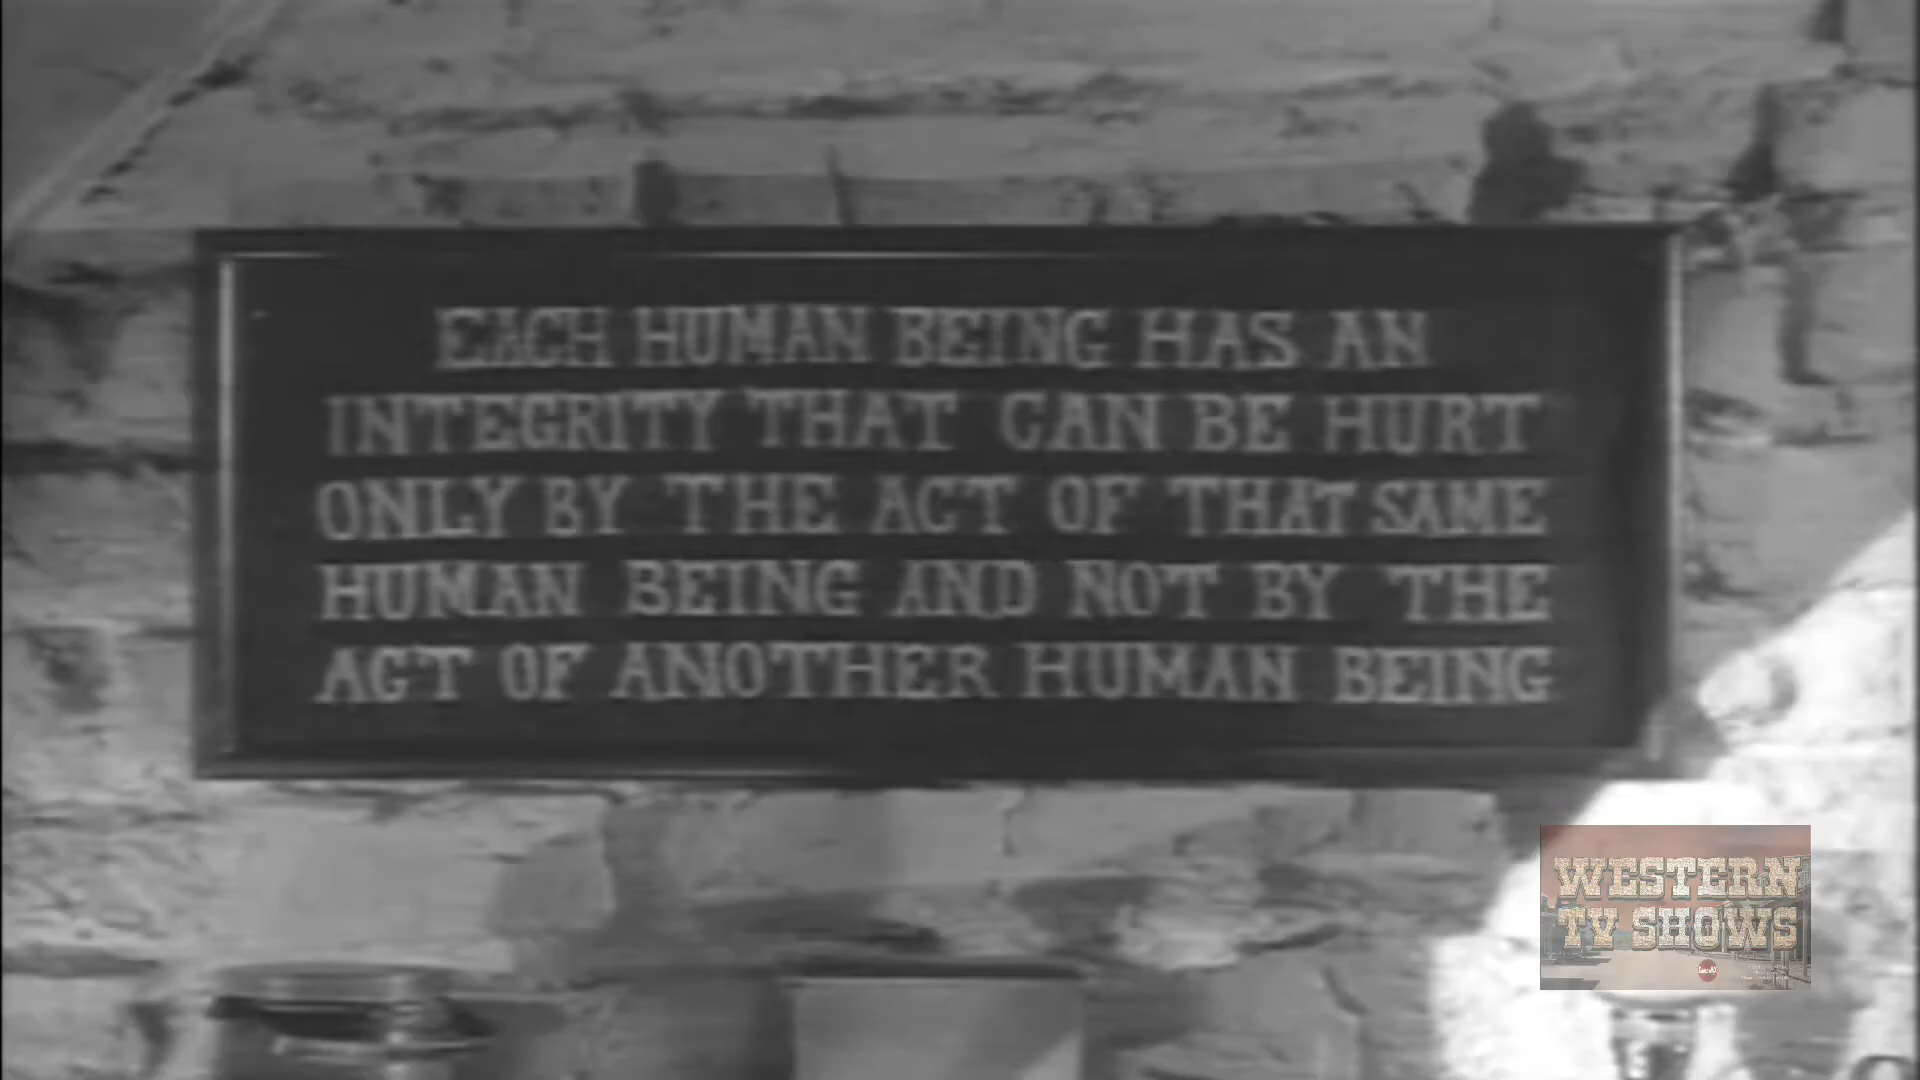 EACH HUMAN BEING HAS AN
INTEGRITY THAT CAN BE HURT
ONLY BY THE ACT OF THAT SAME
HUMAN BEING AND NOT BY THE
ACT OF ANOTHER HUMAN BEING
WESTERN
TV SHOWS